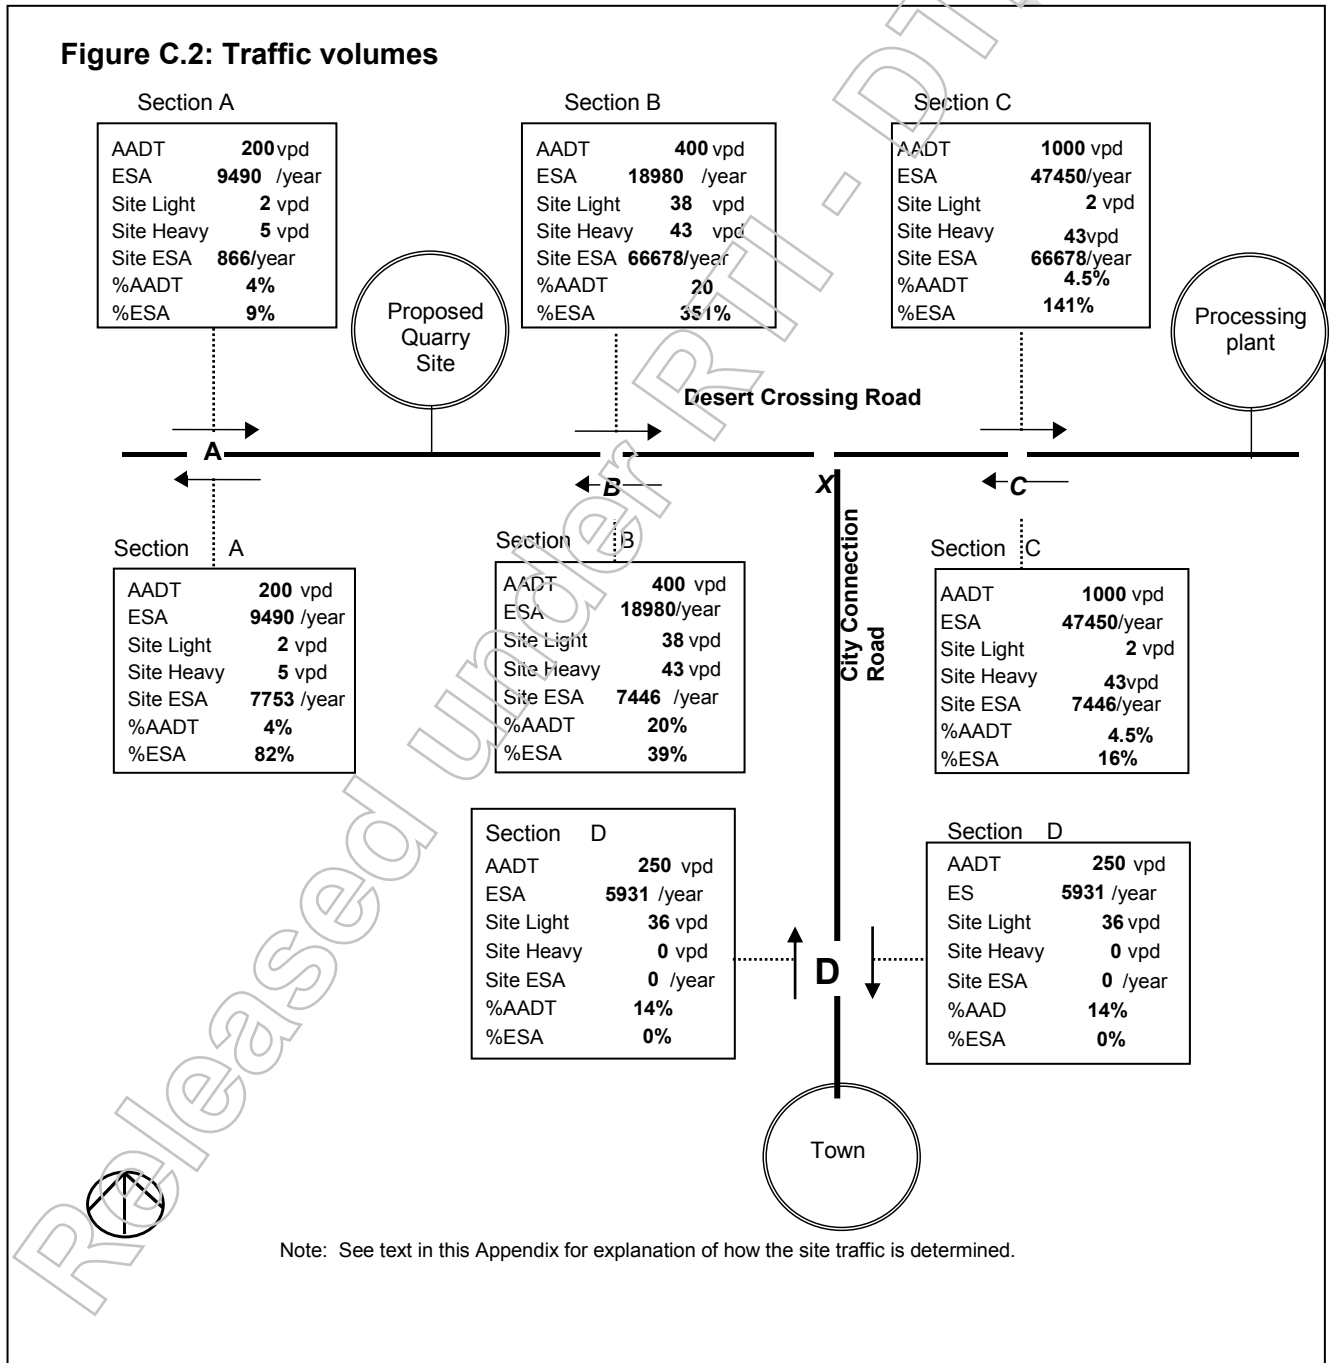 Figure C.2: Traffic volumes
Section A
AADT 200 vpd
ESA 9490 /year
Site Light 2 vpd
Site Heavy 5 vpd
Site ESA 866/year
%AADT 4%
%ESA 9%
Section B
AADT 400 vpd
ESA 18980 /year
Site Light 38 vpd
Site Heavy 43 vpd
Site ESA 66678/year
%AADT 20
%ESA 351%
Section C
AADT 1000 vpd
ESA 47450/year
Site Light 2 vpd
Site Heavy 43vpd
Site ESA 66678/year
%AADT 4.5%
%ESA 141%
Proposed
Quarry
Site
Processing
plant
Desert Crossing Road
A
B
X
C
City Connection
Road
Section A
AADT 200 vpd
ESA 9490 /year
Site Light 2 vpd
Site Heavy 5 vpd
Site ESA 7753 /year
%AADT 4%
%ESA 82%
Section B
AADT 400 vpd
ESA 18980/year
Site Light 38 vpd
Site Heavy 43 vpd
Site ESA 7446 /year
%AADT 20%
%ESA 39%
Section C
AADT 1000 vpd
ESA 47450/year
Site Light 2 vpd
Site Heavy 43vpd
Site ESA 7446/year
%AADT 4.5%
%ESA 16%
Section D
AADT 250 vpd
ESA 5931 /year
Site Light 36 vpd
Site Heavy 0 vpd
Site ESA 0 /year
%AADT 14%
%ESA 0%
D
Section D
AADT 250 vpd
ES 5931 /year
Site Light 36 vpd
Site Heavy 0 vpd
Site ESA 0 /year
%AAD 14%
%ESA 0%
Town
Note: See text in this Appendix for explanation of how the site traffic is determined.
Released under RTI - DT